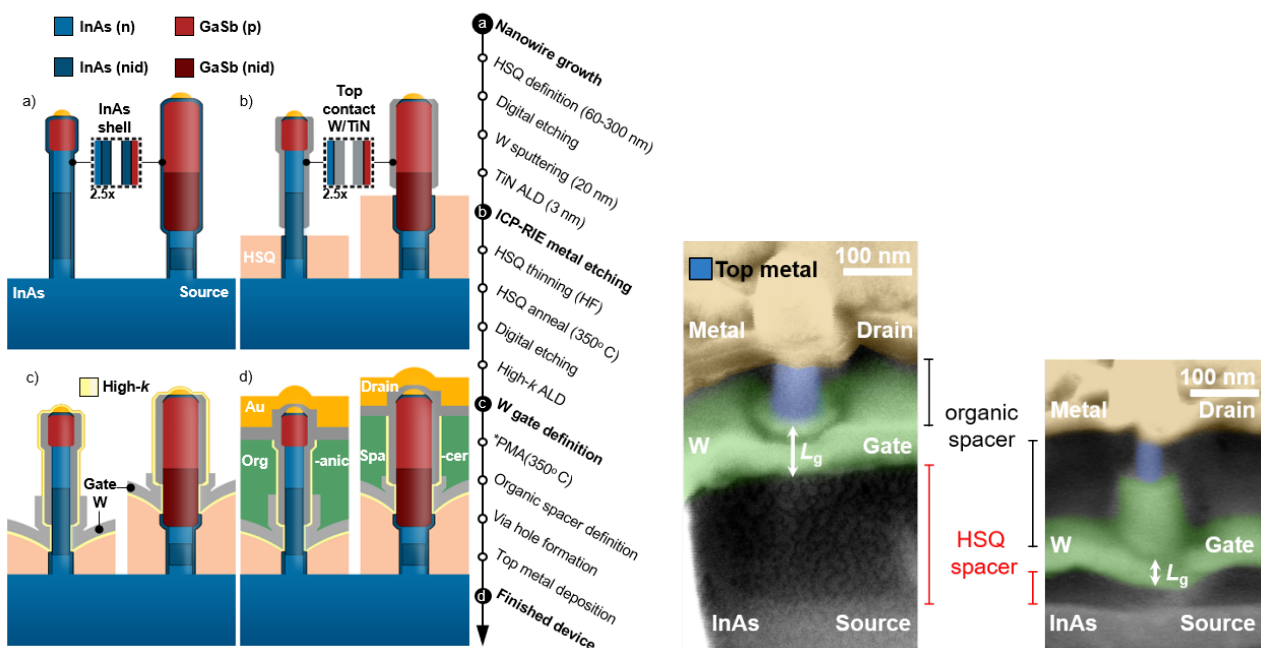 InAs (n)
GaSb (p)
InAs (nid)
GaSb (nid)
a)
InAs
shell
2.5x
InAs
Source
b)
Top
contact
W/TiN
2.5x
HSQ
c)
High-k
Gate
W
d)
Drain
Au
Org
-anic
Spa
-cer
a
Nanowire growth
HSQ definition (60-300 nm)
Digital etching
W sputtering (20 nm)
TiN ALD (3 nm)
b
ICP-RIE metal etching
HSQ thinning (HF)
HSQ anneal (350° C)
Digital etching
High-k ALD
c
W gate definition
*PMA(350° C)
Organic spacer definition
Via hole formation
Top metal deposition
d
Finished device
Top metal
100 nm
Metal
Drain
W
Gate
Lg
InAs
Source
organic
spacer
HSQ
spacer
100 nm
Metal
Drain
W
Gate
Lg
InAs
Source